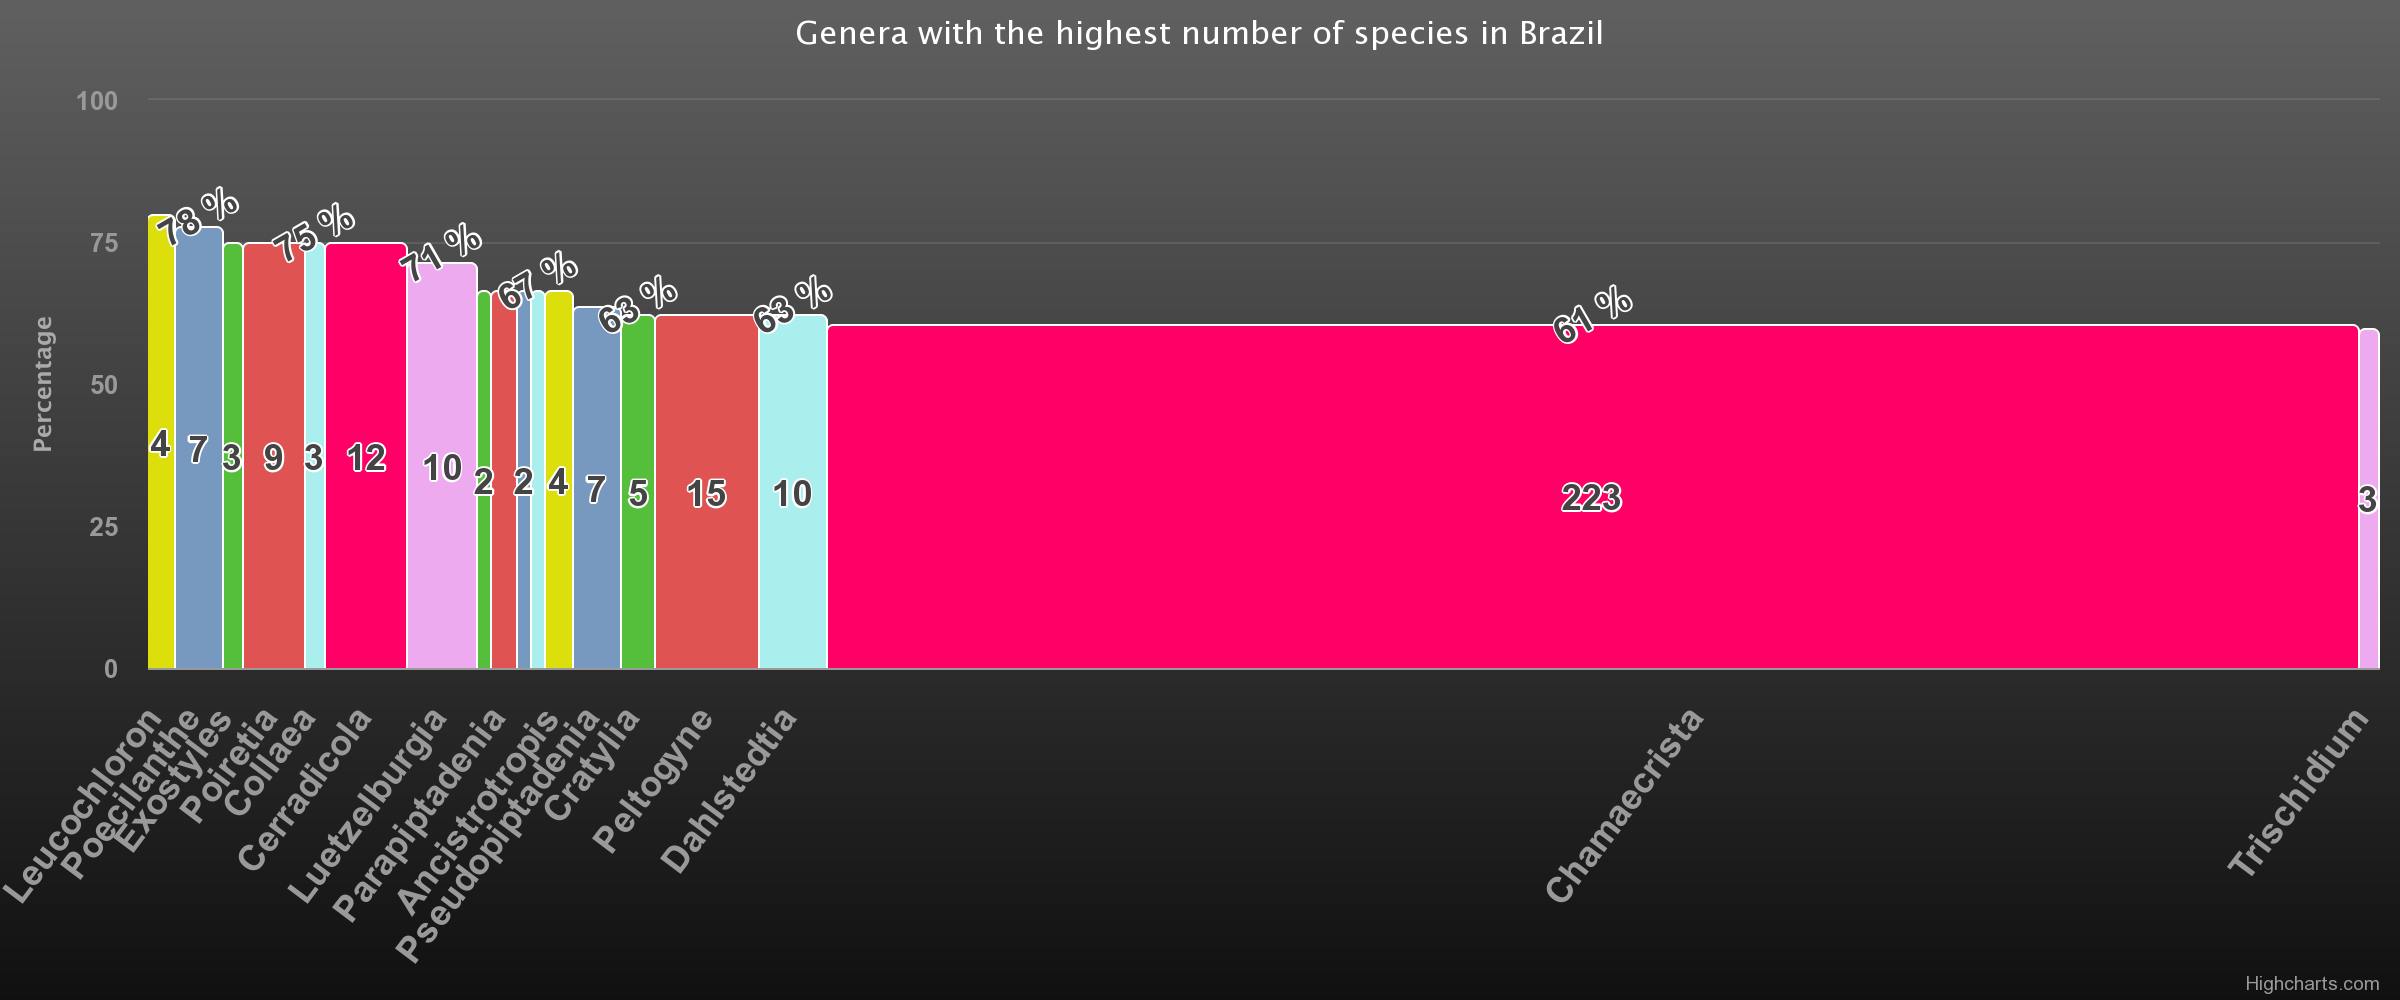 Genera with the highest number of species in Brazil
100
75
50
25
0
Percentage
78 %
75 %
71 %
67 %
63 %
63 %
61 %
4
7
3
9
3
12
10
2
2
4
7
5
15
10
223
3
Leucochloron
Poecilanthe
Exostyles
Poiretia
Collaea
Cerradicola
Luetzelburgia
Parapiptadenia
Ancistrotropis
Pseudopiptadenia
Cratylia
Peltogyne
Dahlstedtia
Chamaecrista
Trischidium
Highcharts.com